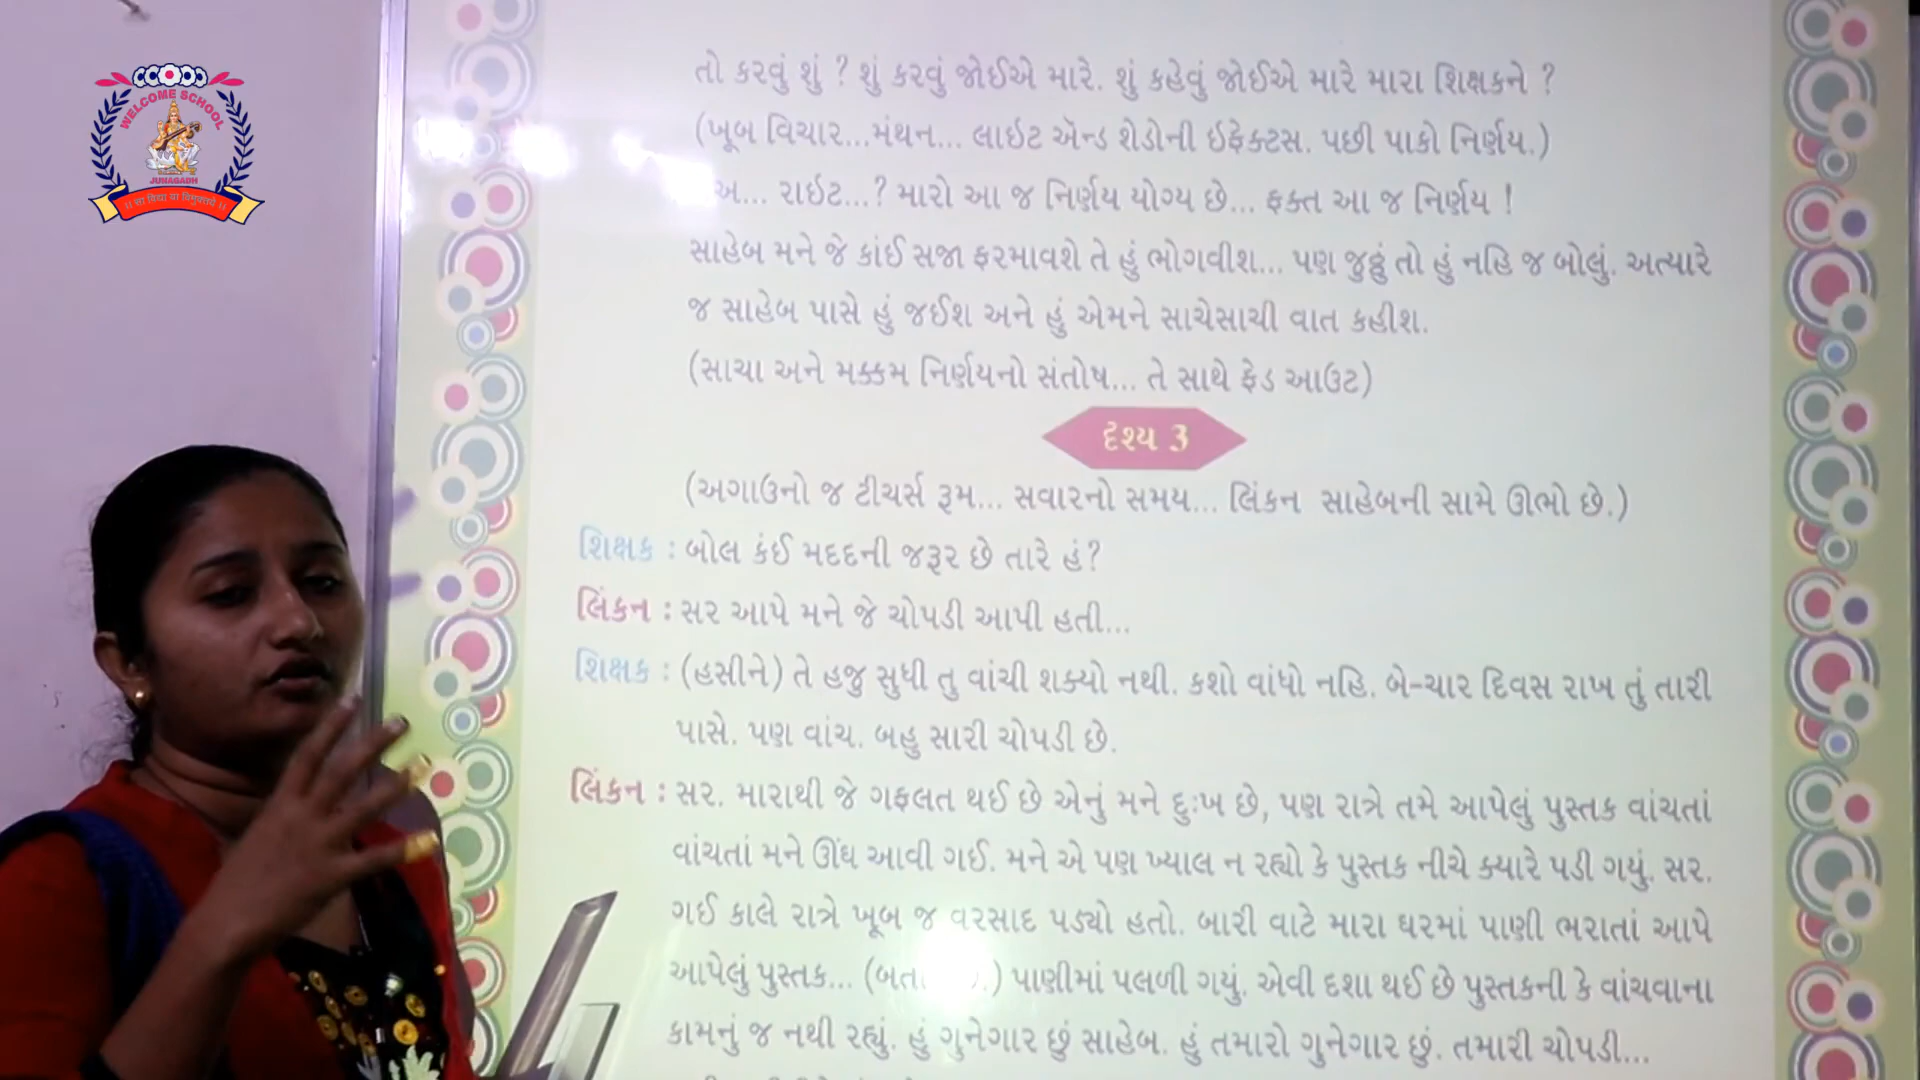 WELCOME SCHOOL
JUNAGADH
।। सा विद्या या विमुक्तये ।।
તો કરવું શું ? શું કરવું જોઈએ મારે. શું કહેવું જોઈએ મારે મારા શિક્ષકને ?
(ખૂબ વિચાર...મંથન... લાઇટ ઍન્ડ શેડોની ઇફેક્ટસ. પછી પાકો નિર્ણય.)
અ... રાઇટ...? મારો આ જ નિર્ણય યોગ્ય છે... ફક્ત આ જ નિર્ણય !
સાહેબ મને જે કાંઈ સજા ફરમાવશે તે હું ભોગવીશ... પણ જુઠ્ઠું તો હું નહિ જ બોલું. અત્યારે
જ સાહેબ પાસે હું જઈશ અને હું એમને સાચેસાચી વાત કહીશ.
(સાચા અને મક્કમ નિર્ણયનો સંતોષ... તે સાથે ફેડ આઉટ)
દૃશ્ય 3
(અગાઉનો જ ટીચર્સ રૂમ... સવારનો સમય... લિંકન સાહેબની સામે ઊભો છે.)
શિક્ષક : બોલ કંઈ મદદની જરૂર છે તારે હં?
લિંકન : સર આપે મને જે ચોપડી આપી હતી...
શિક્ષક : (હસીને) તે હજુ સુધી તુ વાંચી શક્યો નથી. કશો વાંધો નહિ. બે-ચાર દિવસ રાખ તું તારી
પાસે. પણ વાંચ. બહુ સારી ચોપડી છે.
લિંકન : સર. મારાથી જે ગફલત થઈ છે એનું મને દુઃખ છે, પણ રાત્રે તમે આપેલું પુસ્તક વાંચતાં
વાંચતાં મને ઊંઘ આવી ગઈ. મને એ પણ ખ્યાલ ન રહ્યો કે પુસ્તક નીચે ક્યારે પડી ગયું. સર.
ગઈ કાલે રાત્રે ખૂબ જ વરસાદ પડ્યો હતો. બારી વાટે મારા ઘરમાં પાણી ભરાતાં આપે
આપેલું પુસ્તક... પાણીમાં પલળી ગયું. એવી દશા થઈ છે પુસ્તકની કે વાંચવાના
કામનું જ નથી રહ્યું. હું ગુનેગાર છું સાહેબ. હું તમારો ગુનેગાર છું. તમારી ચોપડી...